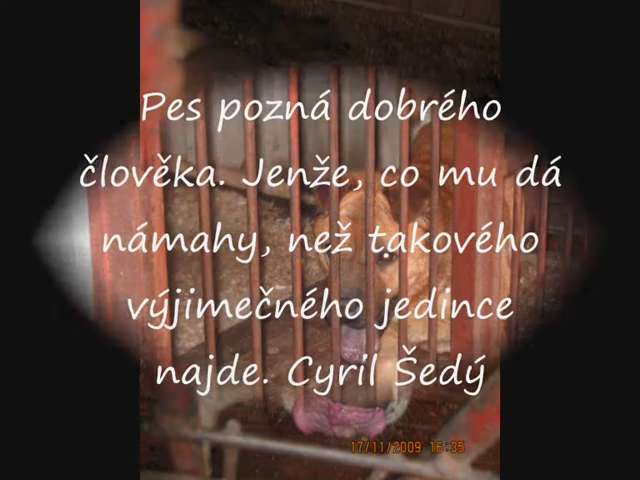 Pes pozná dobrého
člověka. Jenže, co mu dá
námahy, než takového
výjimečného jedince
najde. Cyril Šedý
17/11/2009 16:35